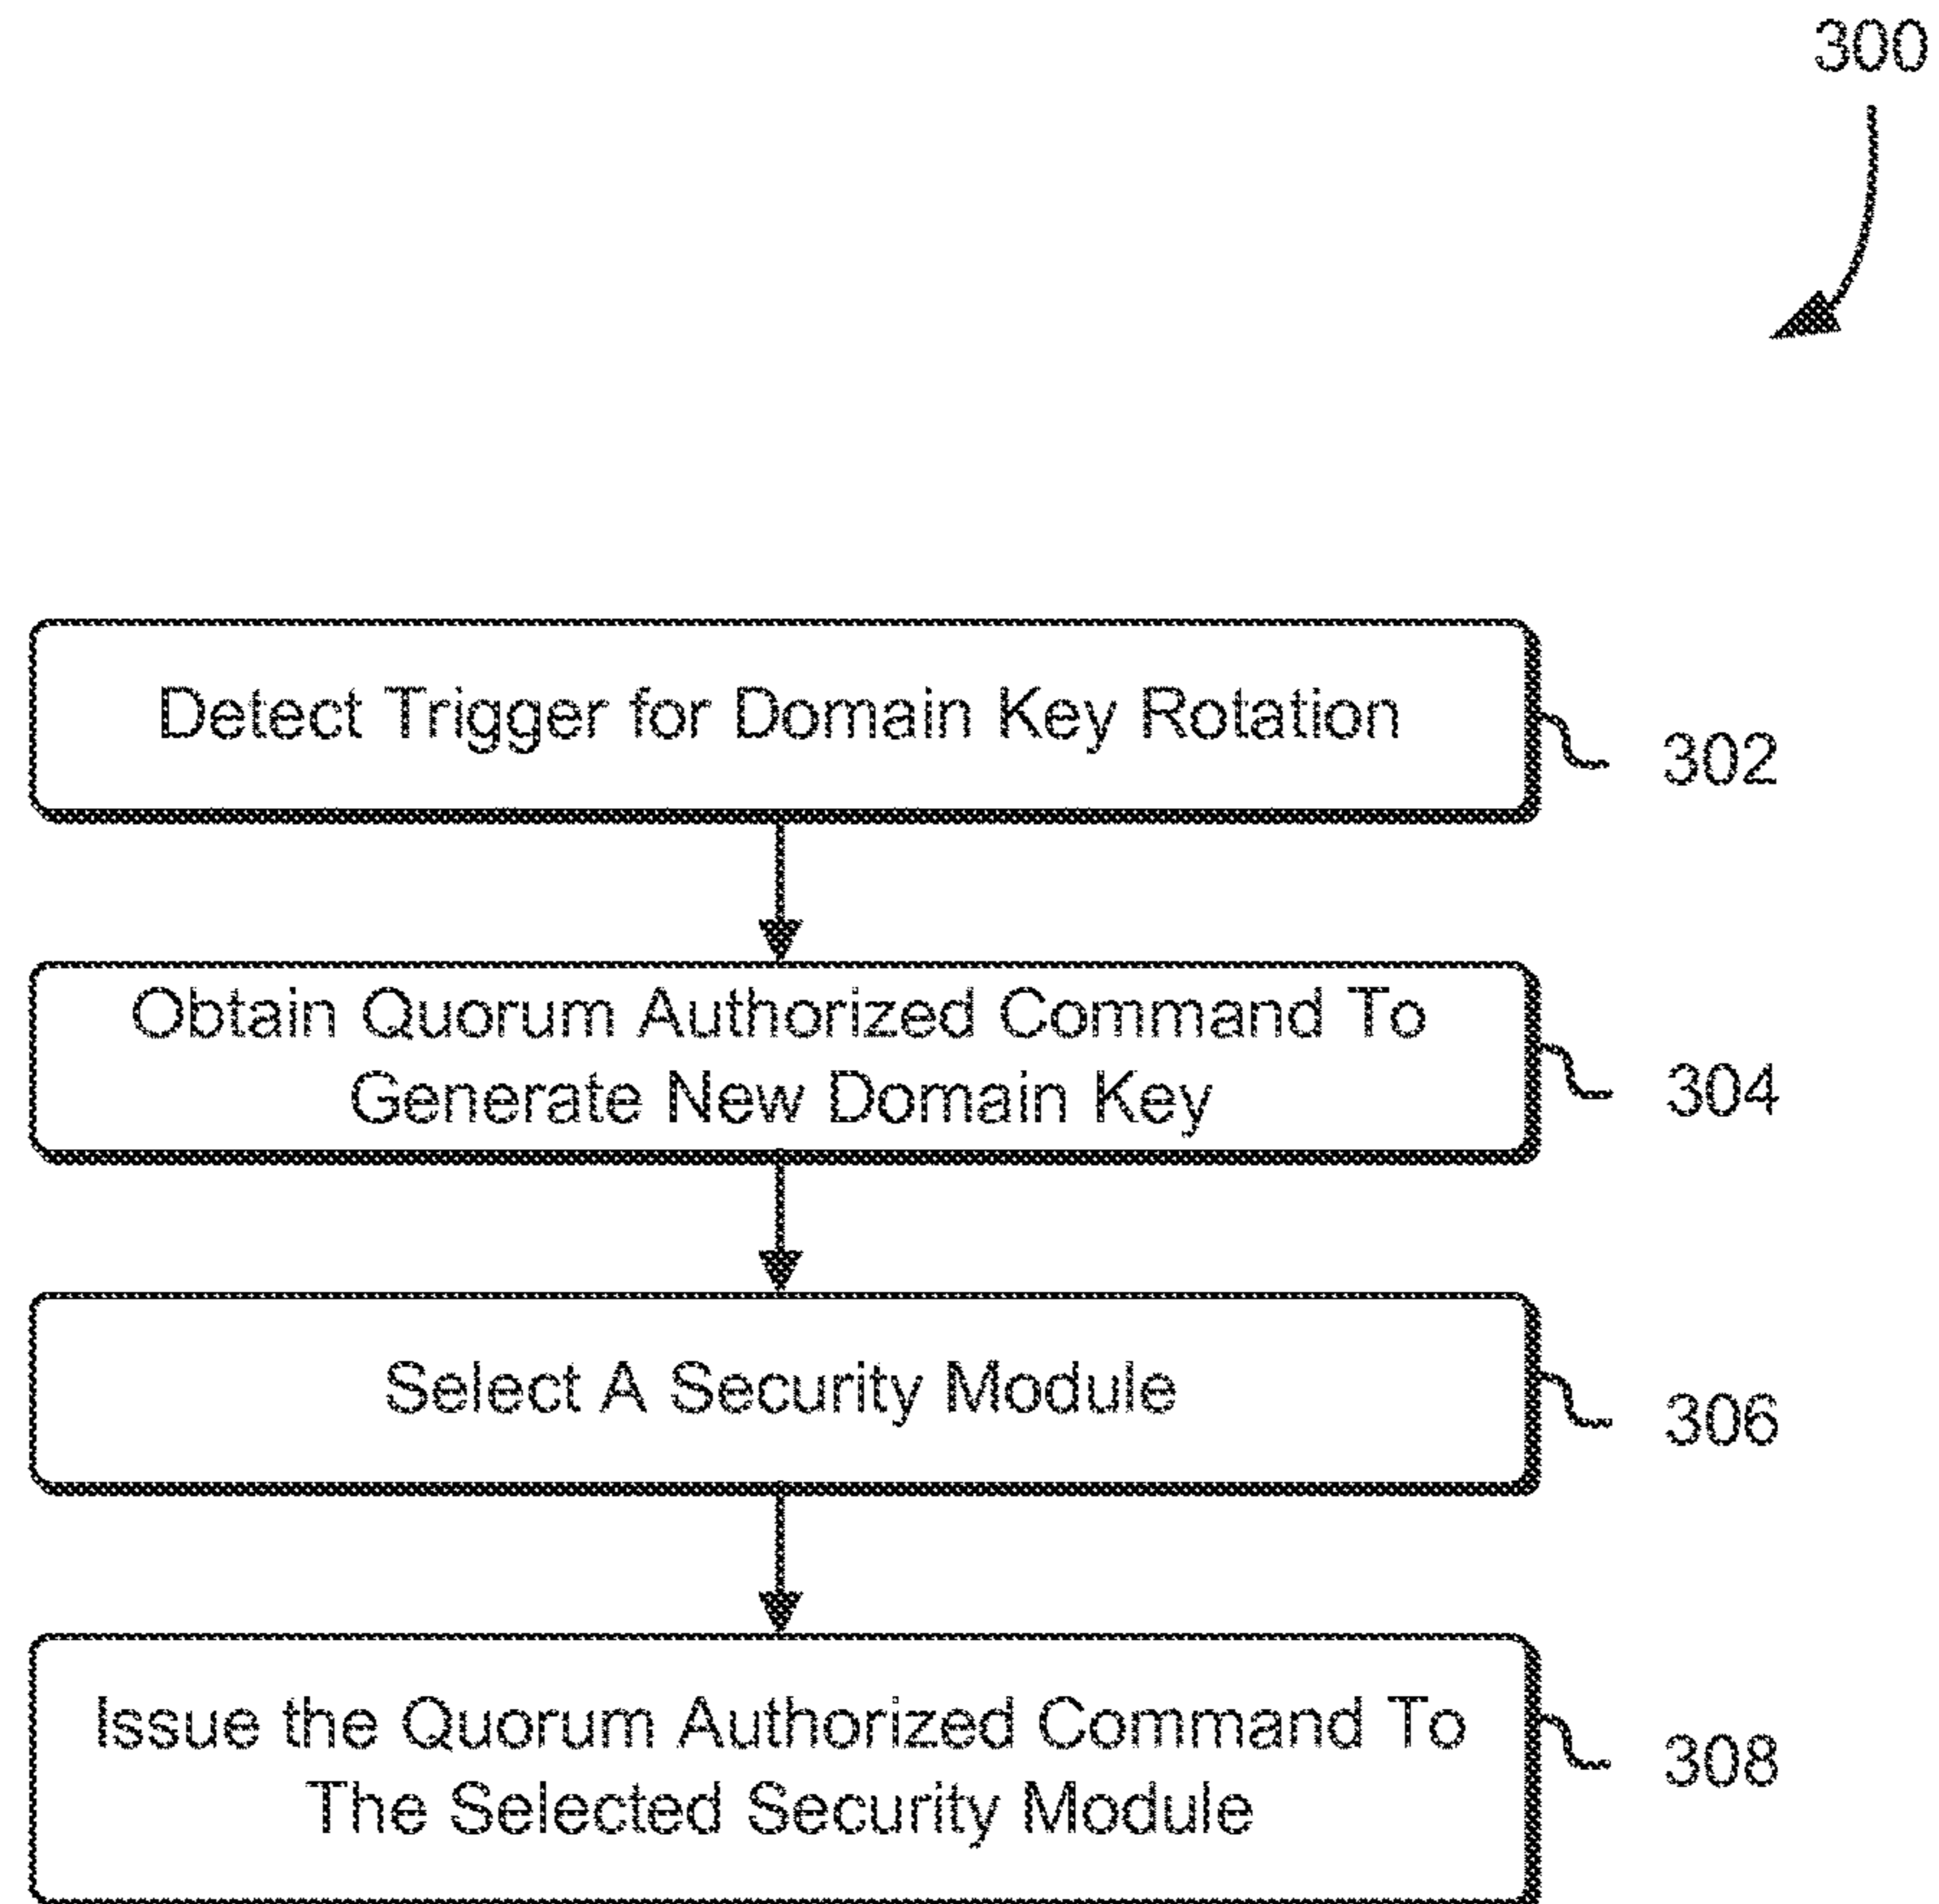 300
Detect Trigger for Domain Key Rotation
302
Obtain Quorum Authorized Command To
Generate New Domain Key
304
Select A Security Module
306
Issue the Quorum Authorized Command To
The Selected Security Module
308